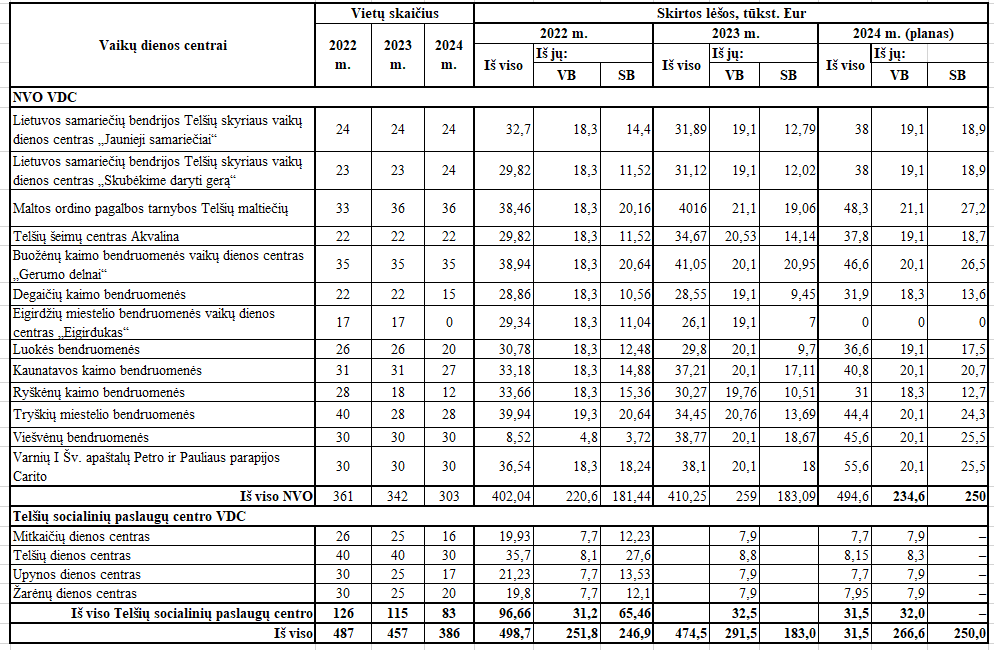 Vaikų dienos centrai Vietų skaičius Skirtos lėšos, tūkst. Eur
2022 m. 2023 m. 2024 m. 2022 m. 2023 m. 2024 m. (planas)
Iš viso Iš jų: Iš viso Iš jų: Iš viso Iš jų:
VB SB VB SB VB SB
NVO VDC
Lietuvos samariečių bendrijos Telšių skyriaus vaikų
dienos centras „Jaunieji samariečiai“ 24 24 24 32,7 18,3 14,4 31,89 19,1 12,79 38 19,1 18,9
Lietuvos samariečių bendrijos Telšių skyriaus vaikų
dienos centras „Skubėkime daryti gerą“ 23 23 24 29,82 18,3 11,52 31,12 19,1 12,02 38 19,1 18,9
Maltos ordino pagalbos tarnybos Telšių maltiečių 33 36 36 38,46 18,3 20,16 4016 21,1 19,06 48,3 21,1 27,2
Telšių šeimų centras Akvalina 22 22 22 29,82 18,3 11,52 34,67 20,53 14,14 37,8 19,1 18,7
Buožėnų kaimo bendruomenės vaikų dienos centras
„Gerumo delnai“ 35 35 35 38,94 18,3 20,64 41,05 20,1 20,95 46,6 20,1 26,5
Degaičių kaimo bendruomenės 22 22 15 28,86 18,3 10,56 28,55 19,1 9,45 31,9 18,3 13,6
Eigirdžių miestelio bendruomenės vaikų dienos
centras „Eigirdukas“ 17 17 0 29,34 18,3 11,04 26,1 19,1 7 0 0 0
Luokės bendruomenės 26 26 20 30,78 18,3 12,48 29,8 20,1 9,7 36,6 19,1 17,5
Kaunatavos kaimo bendruomenės 31 31 27 33,18 18,3 14,88 37,21 20,1 17,11 40,8 20,1 20,7
Ryškėnų kaimo bendruomenės 28 18 12 33,66 18,3 15,36 30,27 19,76 10,51 31 18,3 12,7
Tryškių miestelio bendruomenės 40 28 28 39,94 19,3 20,64 34,45 20,76 13,69 44,4 20,1 24,3
Viešvėnų bendruomenės 30 30 30 8,52 4,8 3,72 38,77 20,1 18,67 45,6 20,1 25,5
Varnių I Šv. apaštalų Petro ir Pauliaus parapijos
Carito 30 30 30 36,54 18,3 18,24 38,1 20,1 18 55,6 20,1 25,5
Iš viso NVO 361 342 303 402,04 220,6 181,44 410,25 259 183,09 494,6 234,6 250
Telšių socialinių paslaugų centro VDC
Mitkaičių dienos centras 26 25 16 19,93 7,7 12,23 7,9 7,7 7,9 –
Telšių dienos centras 40 40 30 35,7 8,1 27,6 8,8 8,15 8,3 –
Upynos dienos centras 30 25 17 21,23 7,7 13,53 7,9 7,7 7,9 –
Žarėnų dienos centras 30 25 20 19,8 7,7 12,1 7,9 7,95 7,9 –
Iš viso Telšių socialinių paslaugų centro 126 115 83 96,66 31,2 65,46 32,5 31,5 32,0 –
Iš viso 487 457 386 498,7 251,8 246,9 474,5 291,5 183,0 31,5 266,6 250,0